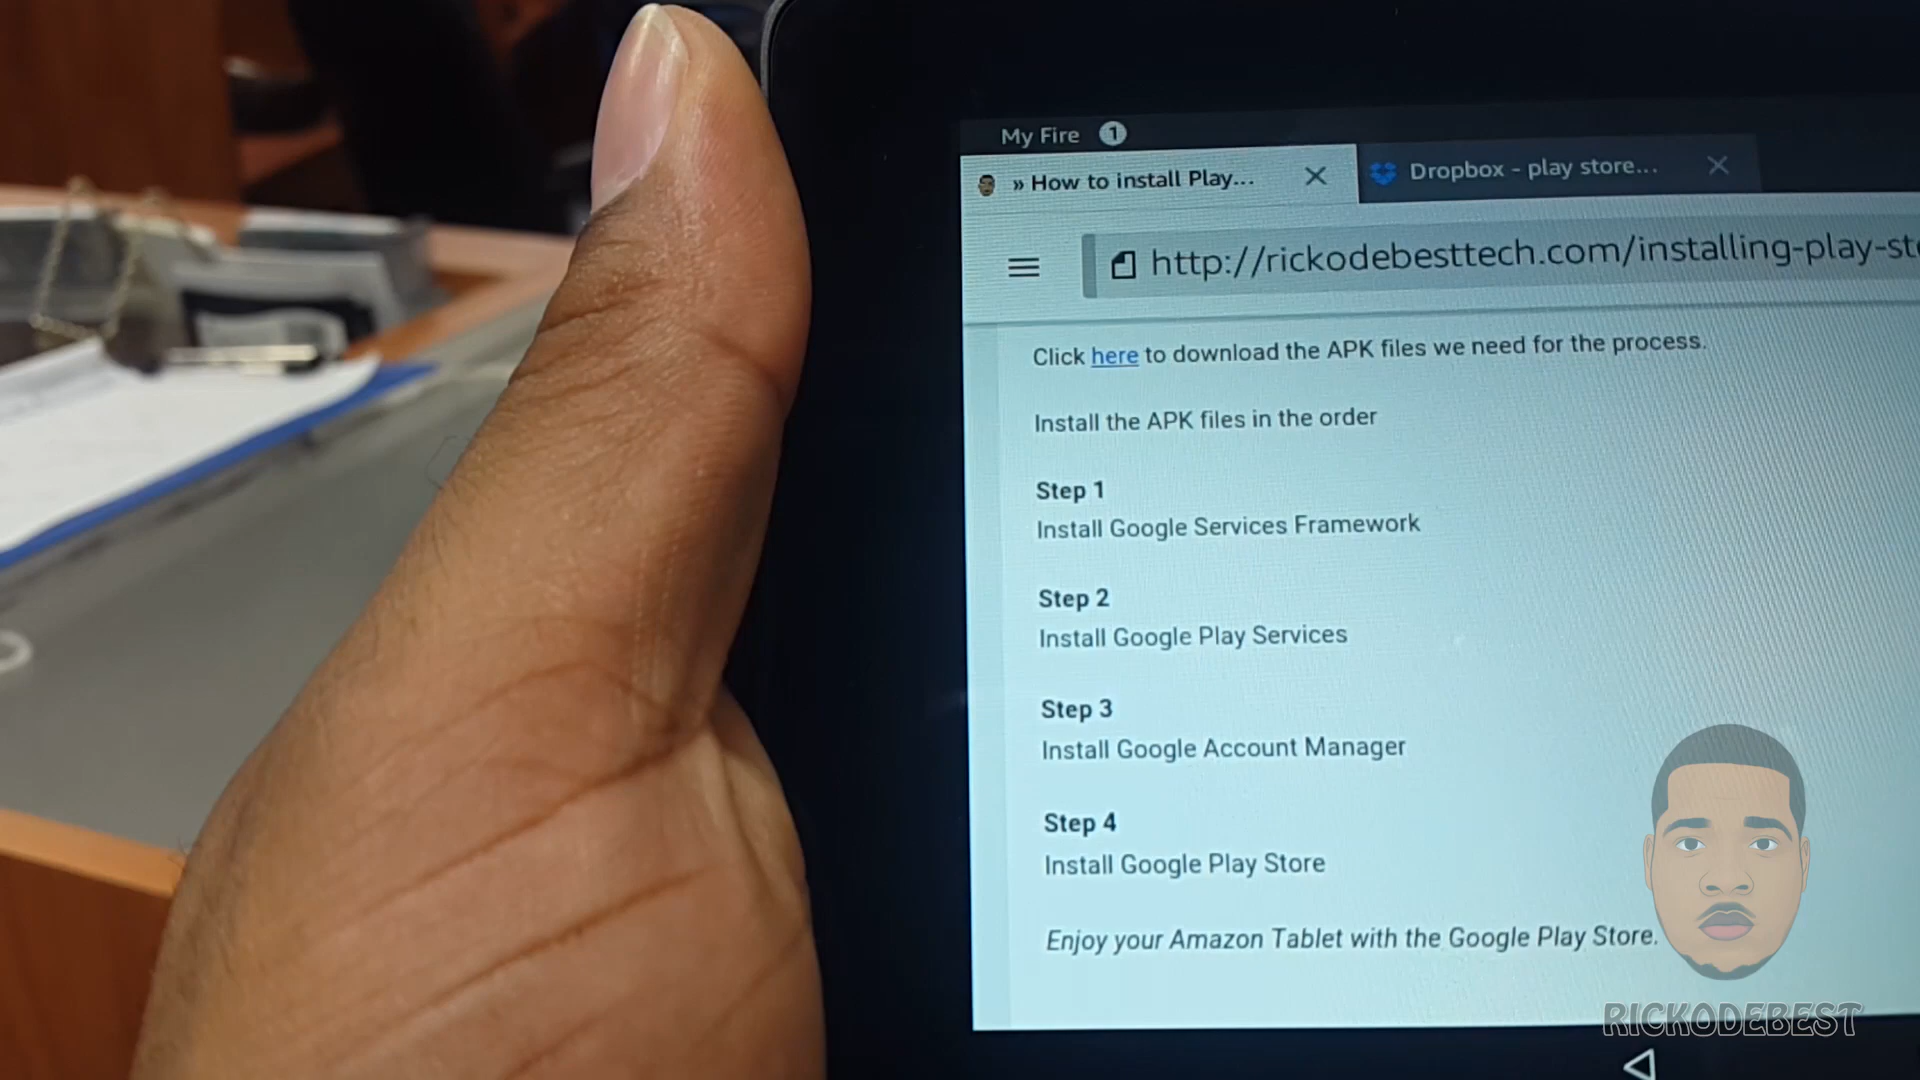 My Fire 1
» How to install Play...
Dropbox - play store...
http://rickodebesttech.com/installing-play-st
Click here to download the APK files we need for the process.
Install the APK files in the order
Step 1
Install Google Services Framework
Step 2
Install Google Play Services
Step 3
Install Google Account Manager
Step 4
Install Google Play Store
Enjoy your Amazon Tablet with the Google Play Store.
RICKODEBEST